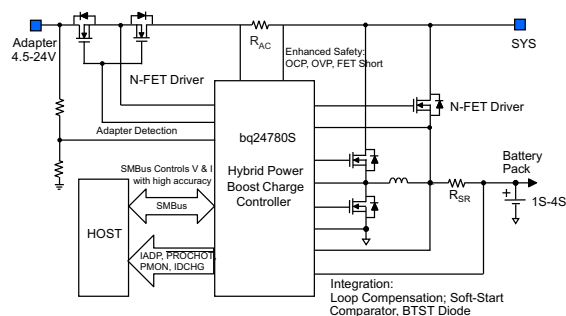 Adapter
4.5-24V
R_AC
SYS
Enhanced Safety:
OCP, OVP, FET Short
N-FET Driver
N-FET Driver
Adapter Detection
bq24780S
Hybrid Power
Boost Charge
Controller
SMBus Controls V & I
with high accuracy
SMBus
HOST
IADP, PROCHOT,
PMON, IDCHG
Battery
Pack
R_SR
+
1S-4S
Integration:
Loop Compensation; Soft-Start
Comparator, BTST Diode